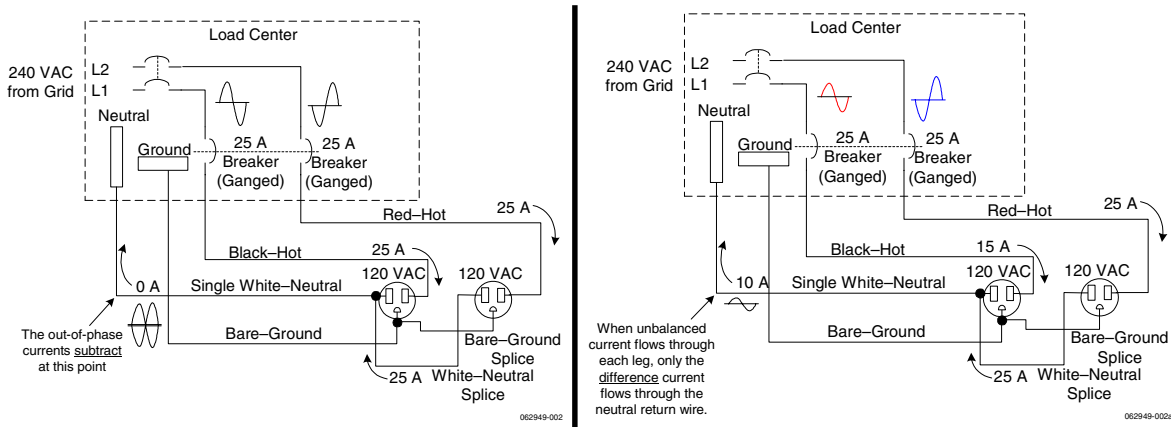 Load Center
240 VAC
from Grid
L2
L1
Neutral
Ground
25 A
Breaker
(Ganged)
25 A
Breaker
(Ganged)
Red–Hot
25 A
Black–Hot
25 A
0 A
Single White–Neutral
120 VAC
120 VAC
The out-of-phase
currents subtract
at this point
Bare–Ground
Bare–Ground
Splice
25 A
White–Neutral
Splice
062949-002
Load Center
240 VAC
from Grid
L2
L1
Neutral
Ground
25 A
Breaker
(Ganged)
25 A
Breaker
(Ganged)
Red–Hot
25 A
Black–Hot
15 A
10 A
Single White–Neutral
120 VAC
120 VAC
When unbalanced
current flows through
each leg, only the
difference current
flows through the
neutral return wire.
Bare–Ground
Bare–Ground
Splice
25 A
White–Neutral
Splice
062949-002a